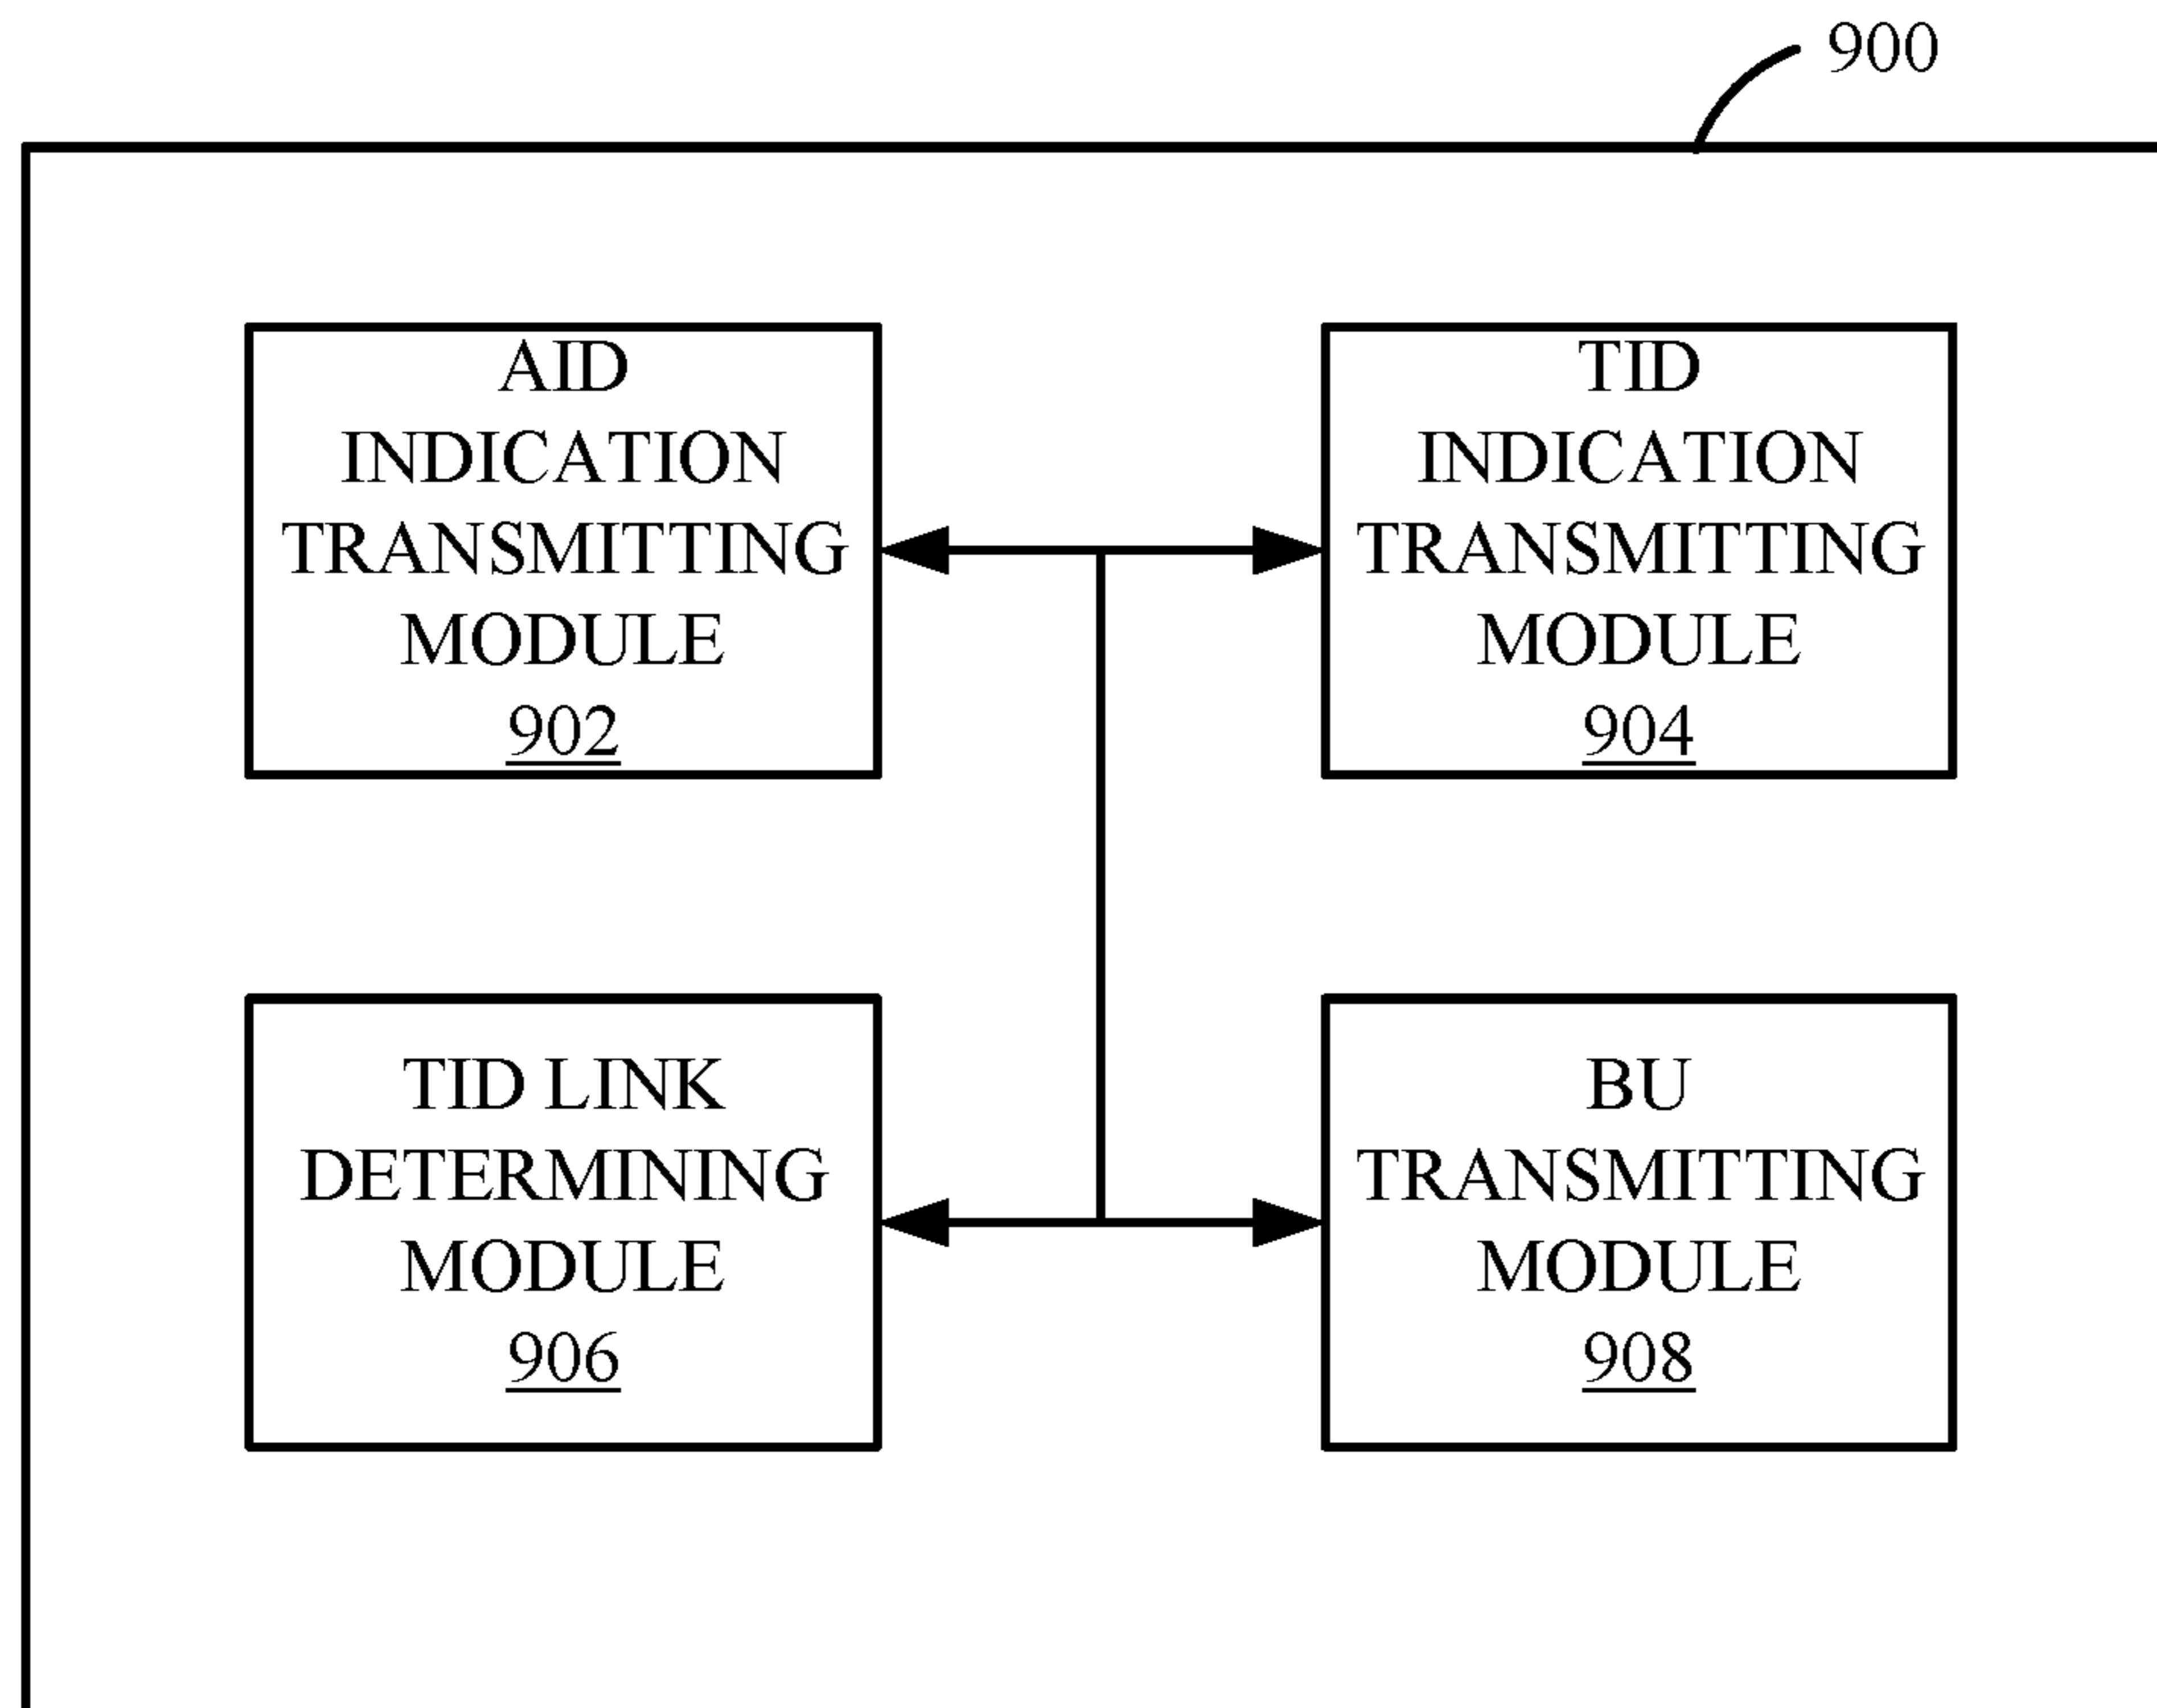 900
AID
INDICATION
TRANSMITTING
MODULE
902
TID
INDICATION
TRANSMITTING
MODULE
904
TID LINK
DETERMINING
MODULE
906
BU
TRANSMITTING
MODULE
908